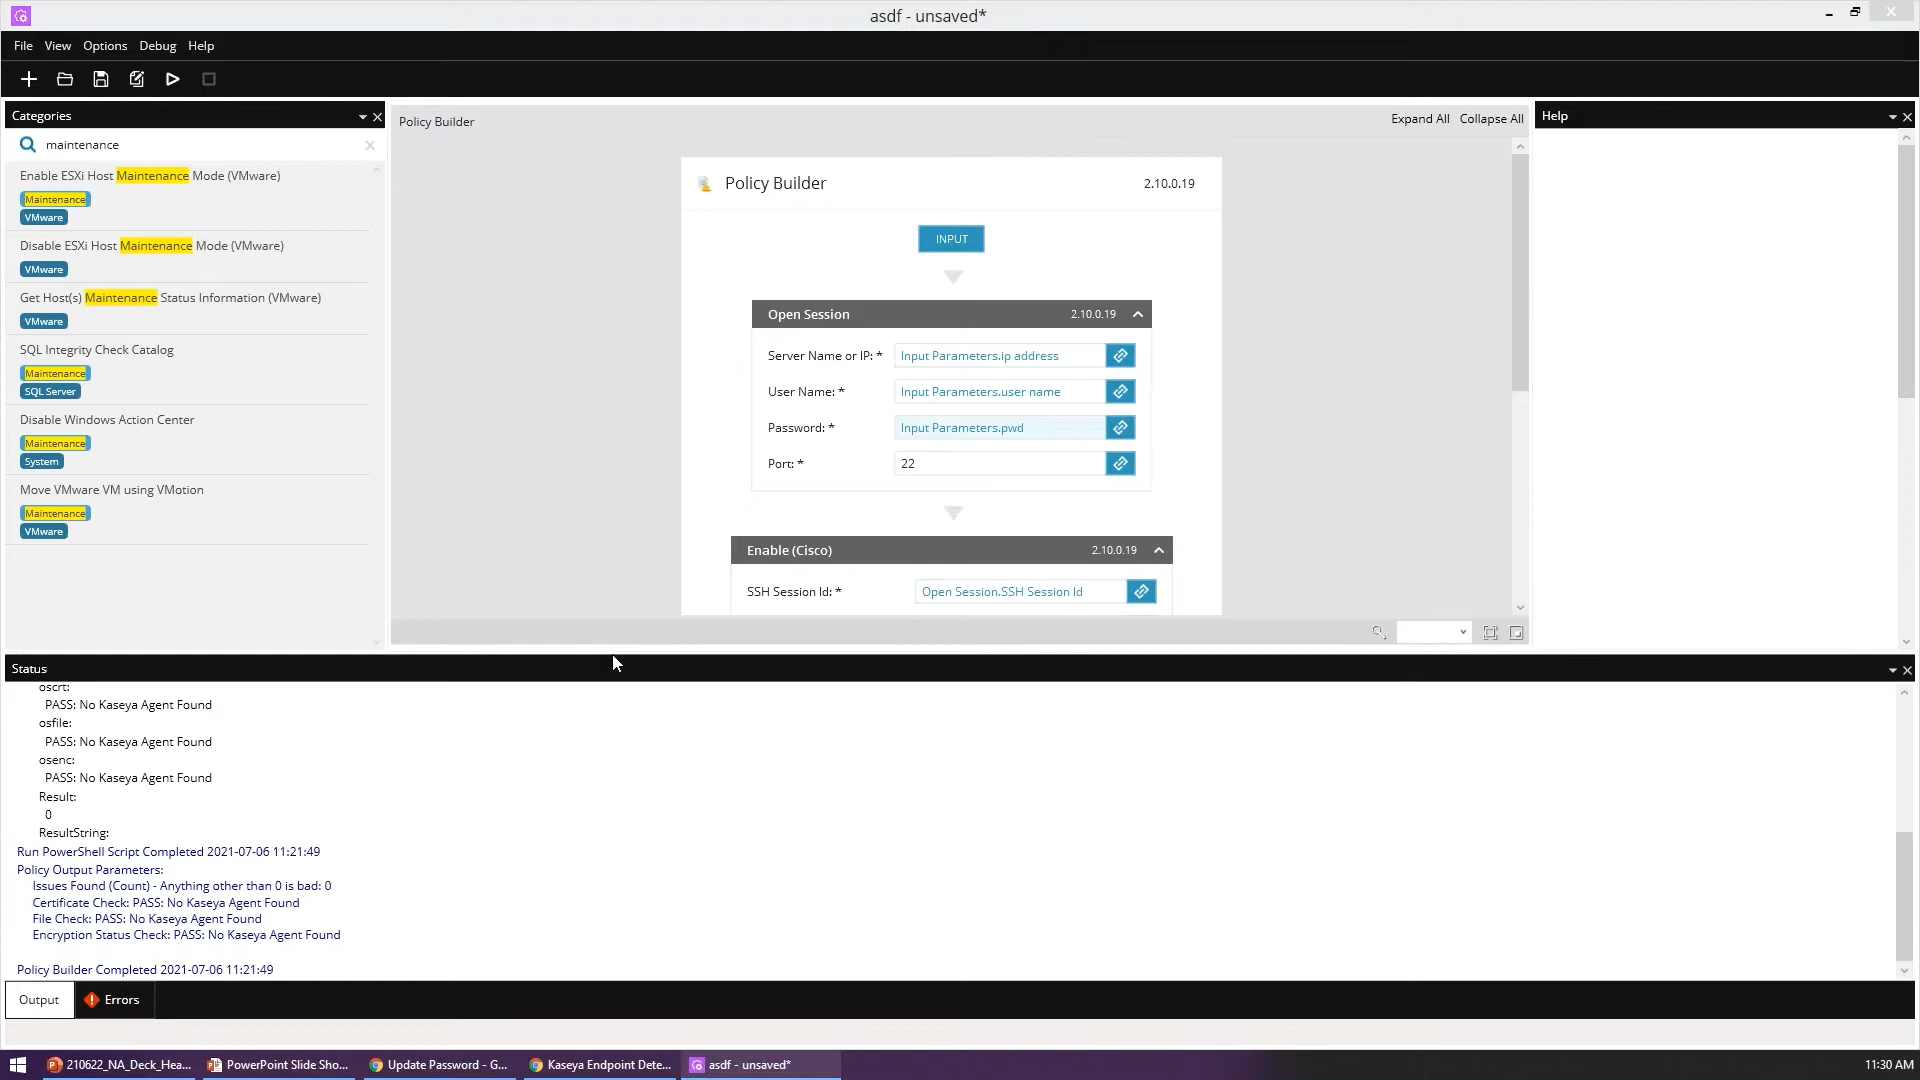 asdf - unsaved*
File View Options Debug Help
Categories
maintenance
Enable ESXi Host Maintenance Mode (VMware)
Maintenance
VMware
Disable ESXi Host Maintenance Mode (VMware)
VMware
Get Host(s) Maintenance Status Information (VMware)
VMware
SQL Integrity Check Catalog
Maintenance
SQL Server
Disable Windows Action Center
Maintenance
System
Move VMware VM using VMotion
Maintenance
VMware
Policy Builder
Expand All Collapse All
Policy Builder 2.10.0.19
INPUT
Open Session 2.10.0.19
Server Name or IP: * Input Parameters.ip address
User Name: * Input Parameters.user name
Password: * Input Parameters.pwd
Port: * 22
Enable (Cisco) 2.10.0.19
SSH Session Id: * Open Session.SSH Session Id
Help
Status
oscrt:
PASS: No Kaseya Agent Found
osfile:
PASS: No Kaseya Agent Found
osenc:
PASS: No Kaseya Agent Found
Result:
0
ResultString:
Run PowerShell Script Completed 2021-07-06 11:21:49
Policy Output Parameters:
Issues Found (Count) - Anything other than 0 is bad: 0
Certificate Check: PASS: No Kaseya Agent Found
File Check: PASS: No Kaseya Agent Found
Encryption Status Check: PASS: No Kaseya Agent Found
Policy Builder Completed 2021-07-06 11:21:49
Output Errors
210622_NA_Deck_Hea... PowerPoint Slide Sho... Update Password - G... Kaseya Endpoint Dete... asdf - unsaved* 11:30 AM